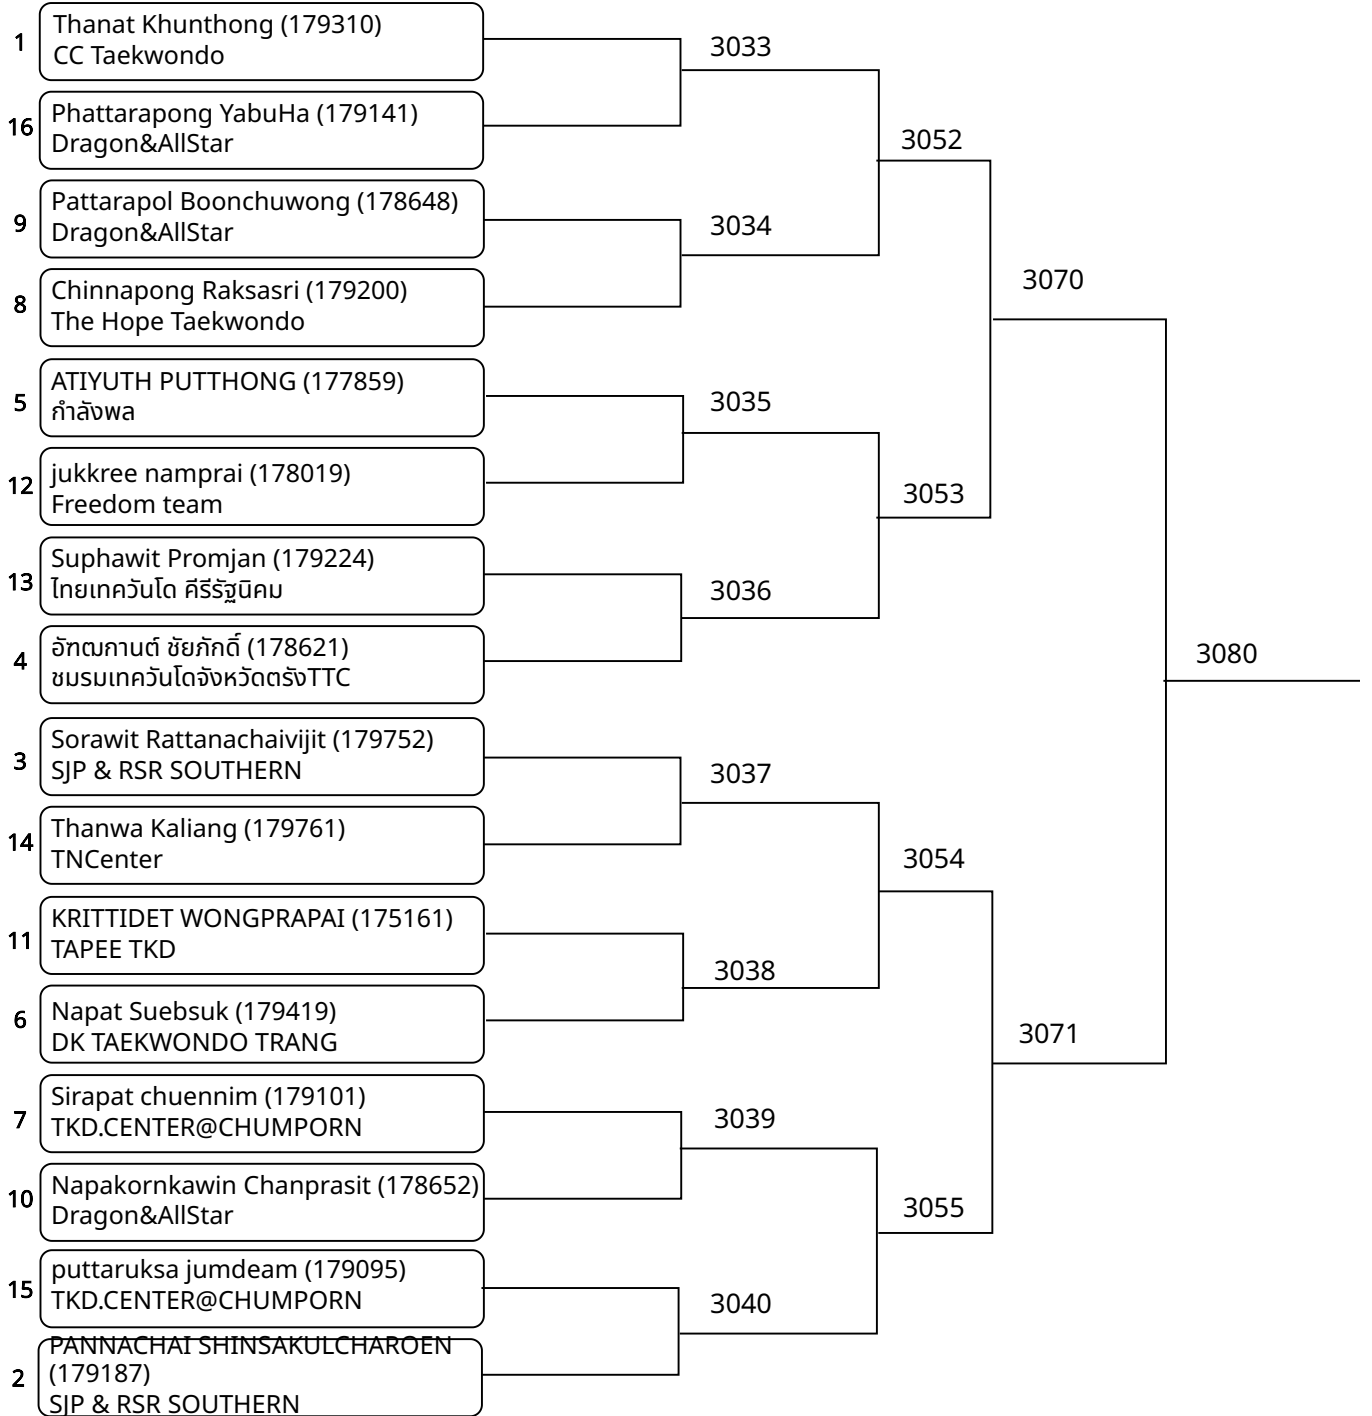 1
Thanat Khunthong (179310)
CC Taekwondo
3033
16
Phattarapong YabuHa (179141)
Dragon&AllStar
3052
9
Pattarapol Boonchuwong (178648)
Dragon&AllStar
3034
8
Chinnapong Raksasri (179200)
The Hope Taekwondo
3070
5
ATIYUTH PUTTHONG (177859)
กำลังพล
3035
12
jukkree namprai (178019)
Freedom team
3053
13
Suphawit Promjan (179224)
ไทยเทควันโด คีรีรัฐนิคม
3036
4
อัฑฒกานต์ ชัยภักดิ์ (178621)
ชมรมเทควันโดจังหวัดตรังTTC
3080
3
Sorawit Rattanachaivijit (179752)
SJP & RSR SOUTHERN
3037
14
Thanwa Kaliang (179761)
TNCenter
3054
11
KRITTIDET WONGPRAPAI (175161)
TAPEE TKD
3038
6
Napat Suebsuk (179419)
DK TAEKWONDO TRANG
3071
7
Sirapat chuennim (179101)
TKD.CENTER@CHUMPORN
3039
10
Napakornkawin Chanprasit (178652)
Dragon&AllStar
3055
15
puttaruksa jumdeam (179095)
TKD.CENTER@CHUMPORN
3040
2
PANNACHAI SHINSAKULCHAROEN
(179187)
SJP & RSR SOUTHERN